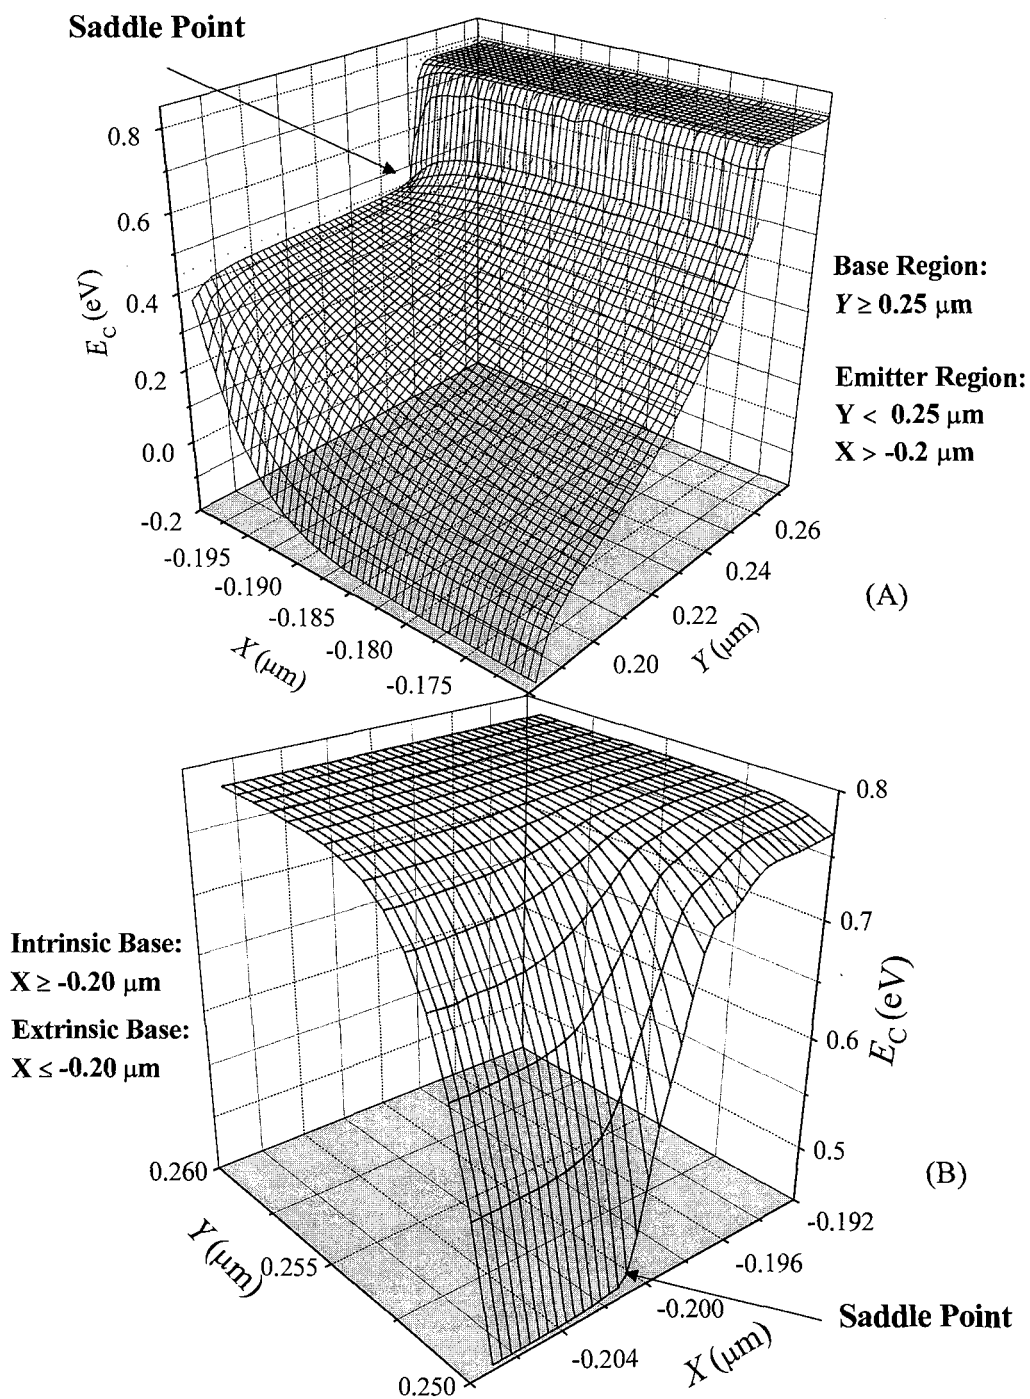 Saddle Point
0.8
0.6
0.4
0.2
0.0
-0.2
E_C (eV)
Base Region:
Y ≥ 0.25 μm
Emitter Region:
Y < 0.25 μm
X > -0.2 μm
-0.195
-0.190
-0.185
-0.180
-0.175
X (μm)
0.20
0.22
0.24
0.26
Y (μm)
(A)
Intrinsic Base:
X ≥ -0.20 μm
Extrinsic Base:
X ≤ -0.20 μm
0.8
0.7
0.6
0.5
E_C (eV)
(B)
0.260
0.255
0.250
Y (μm)
-0.192
-0.196
-0.200
-0.204
X (μm)
Saddle Point